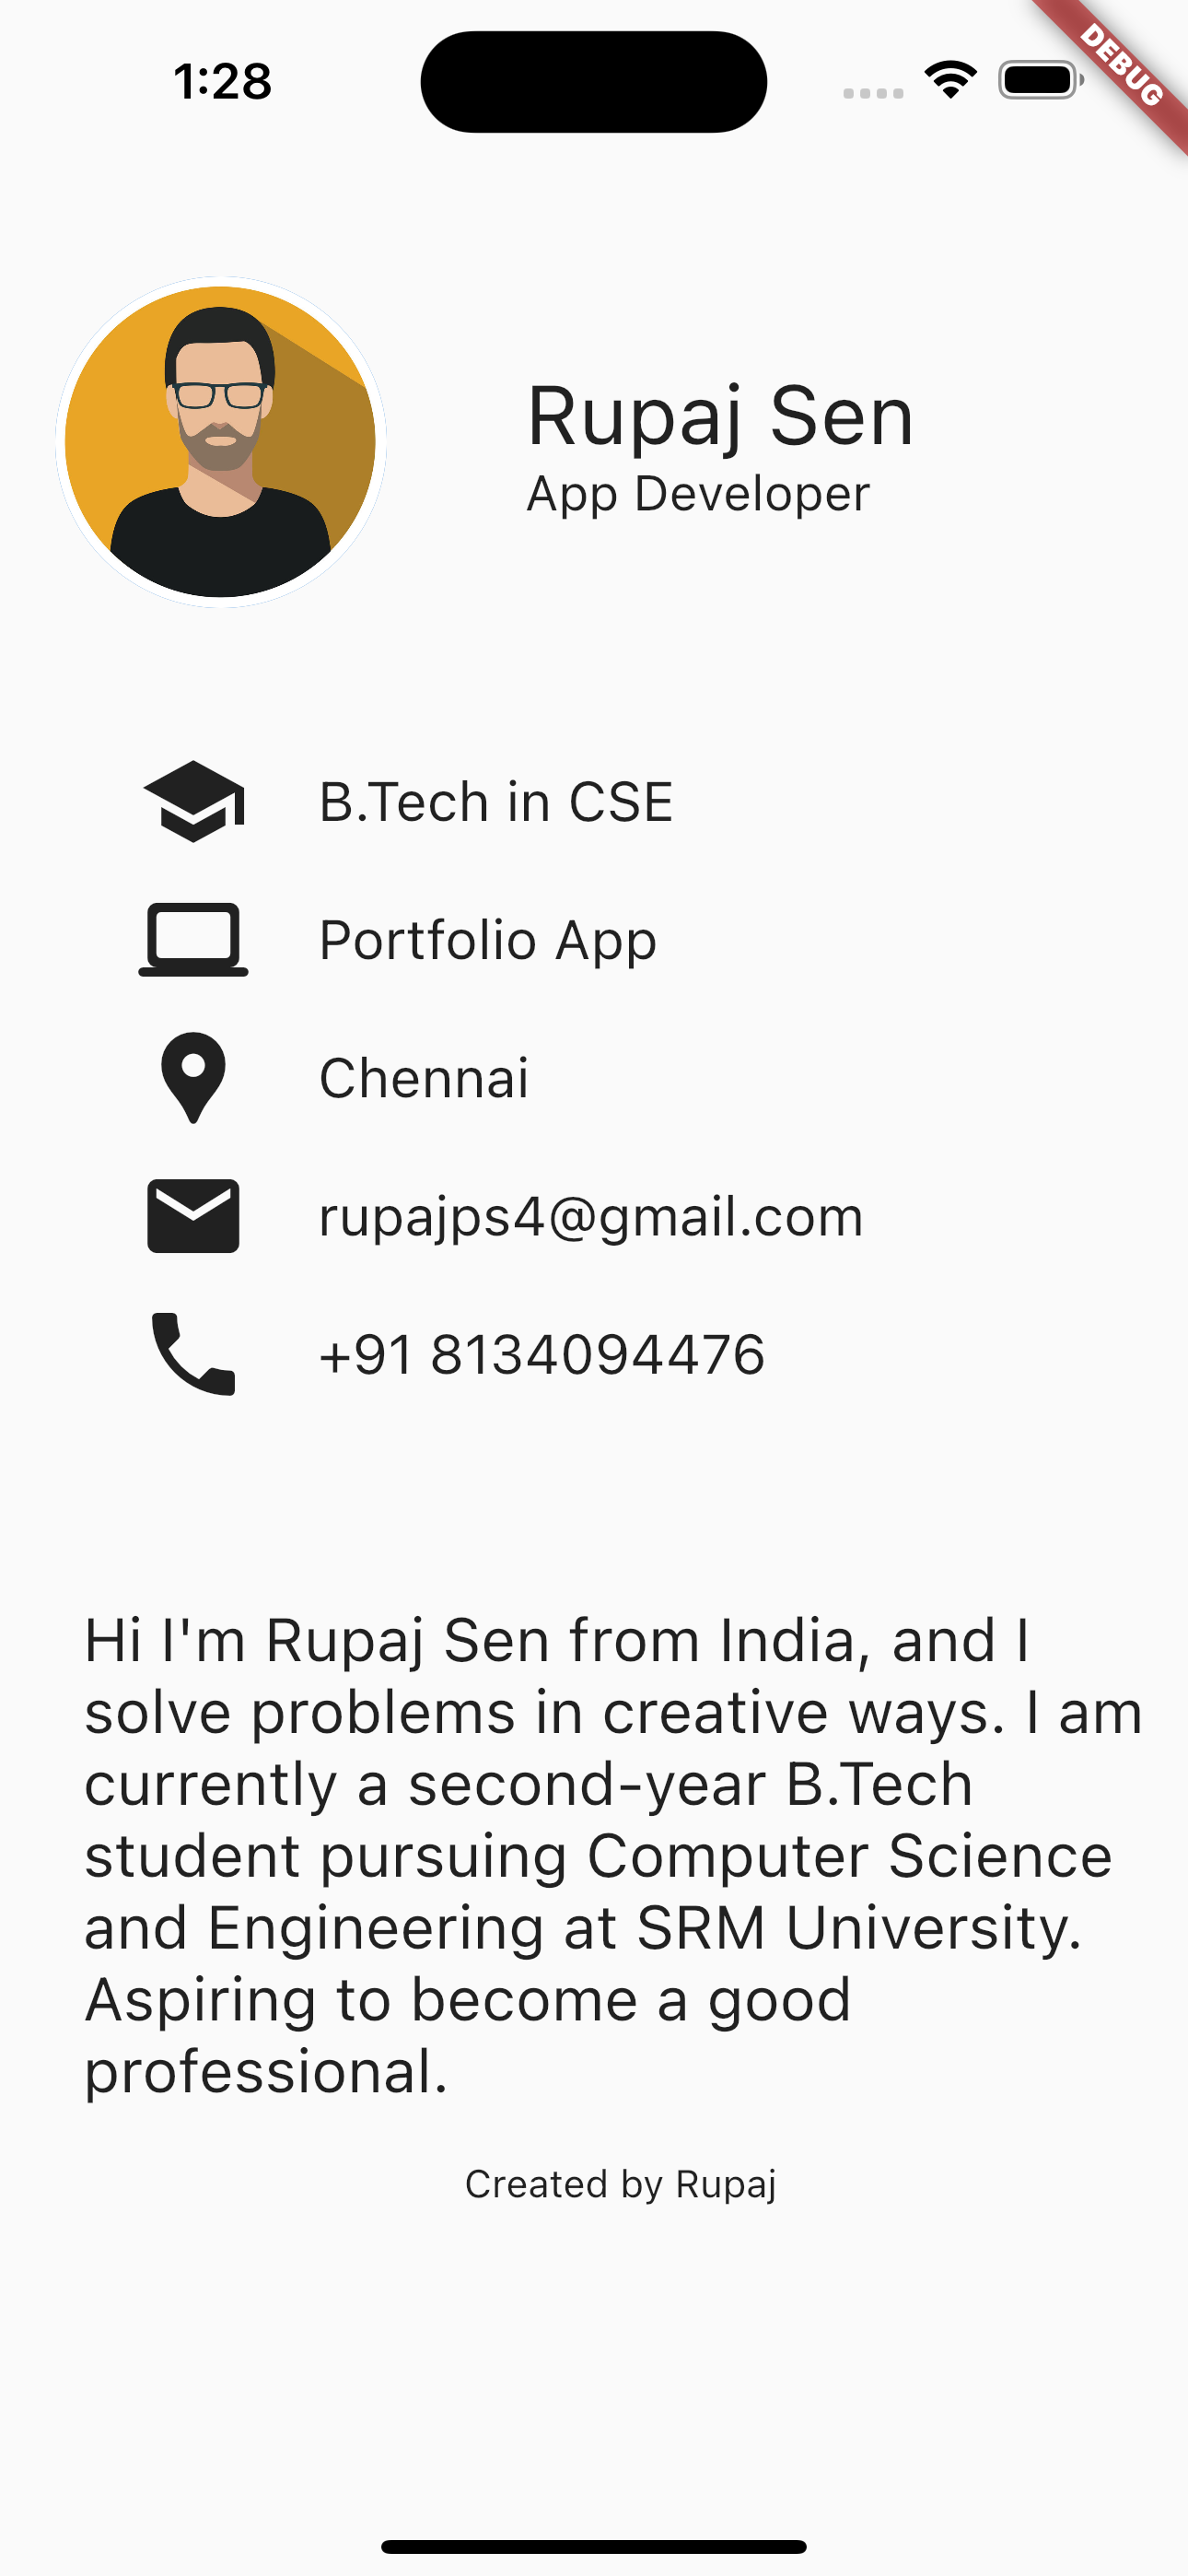 1:28
DEBUG
Rupaj Sen
App Developer
B.Tech in CSE
Portfolio App
Chennai
rupajps4@gmail.com
+91 8134094476
Hi I'm Rupaj Sen from India, and I
solve problems in creative ways. I am
currently a second-year B.Tech
student pursuing Computer Science
and Engineering at SRM University.
Aspiring to become a good
professional.
Created by Rupaj